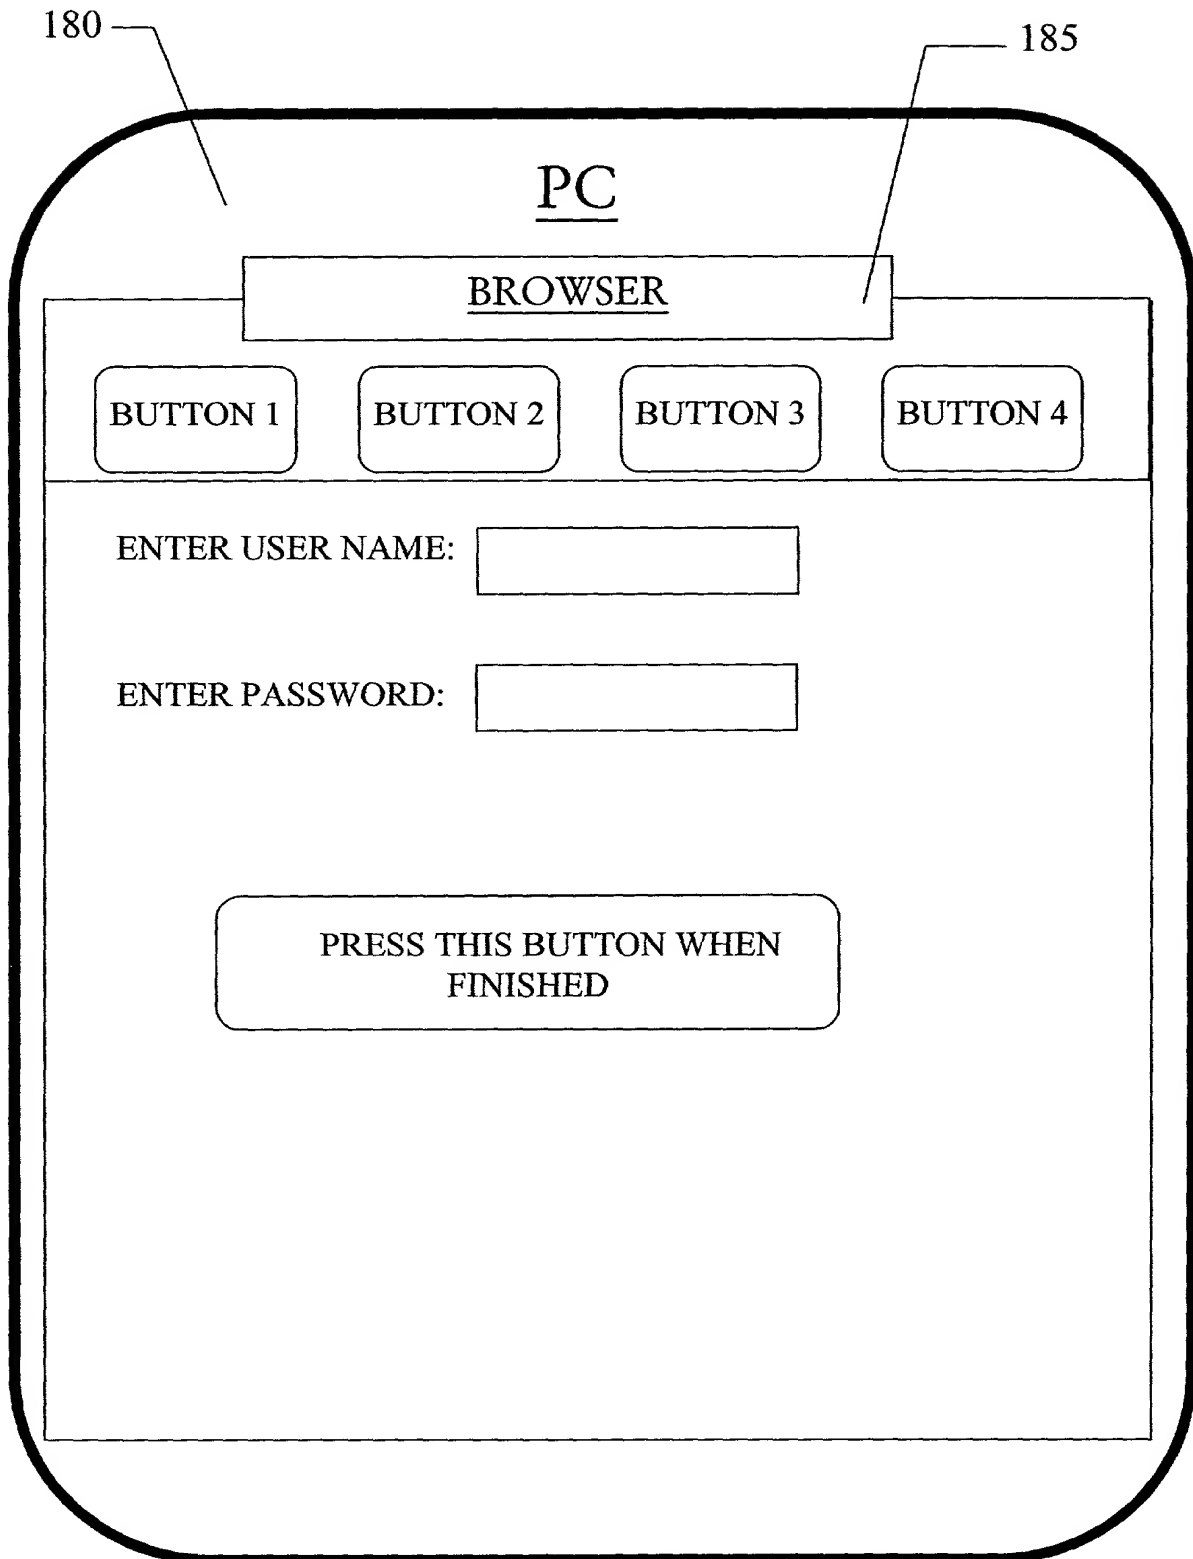 180
185
PC
BROWSER
BUTTON 1
BUTTON 2
BUTTON 3
BUTTON 4
ENTER USER NAME:
ENTER PASSWORD:
PRESS THIS BUTTON WHEN
FINISHED